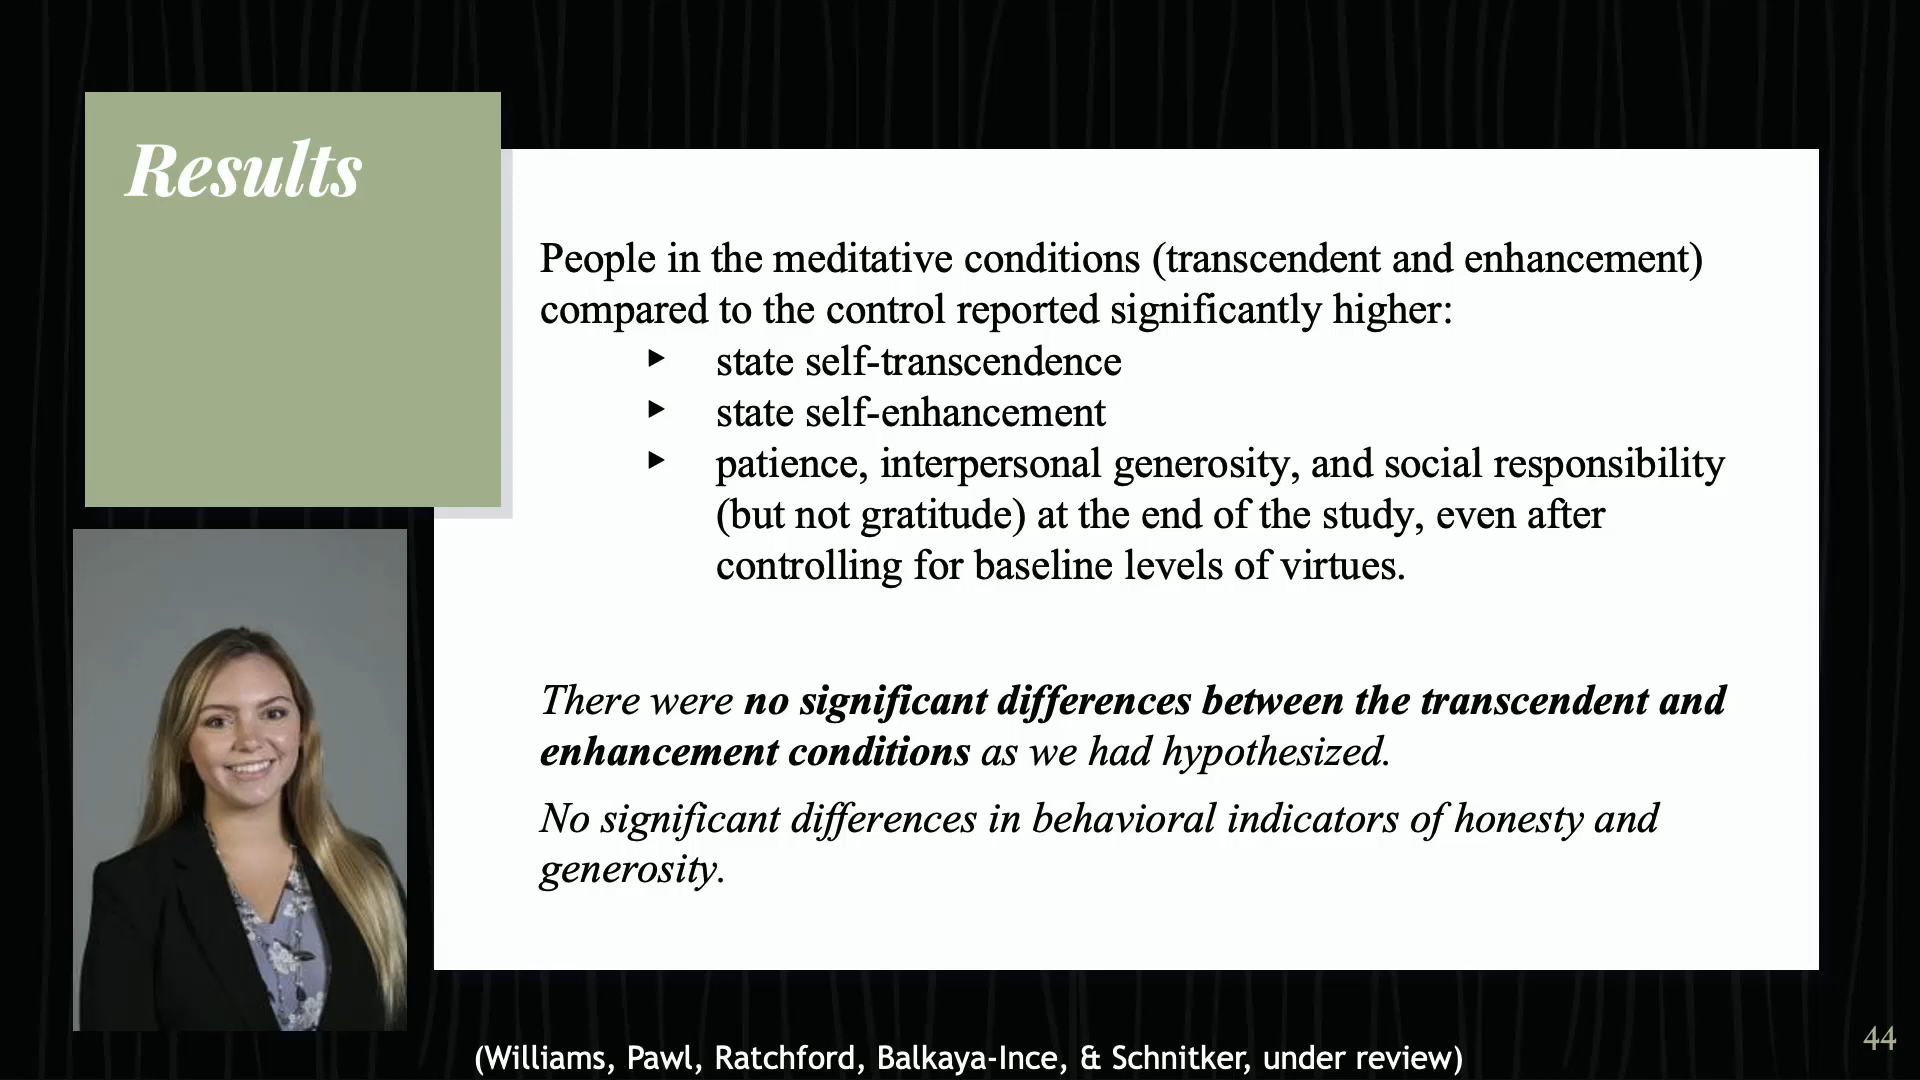 Results
People in the meditative conditions (transcendent and enhancement)
compared to the control reported significantly higher:
▸ state self-transcendence
▸ state self-enhancement
▸ patience, interpersonal generosity, and social responsibility
(but not gratitude) at the end of the study, even after
controlling for baseline levels of virtues.
There were no significant differences between the transcendent and
enhancement conditions as we had hypothesized.
No significant differences in behavioral indicators of honesty and
generosity.
(Williams, Pawl, Ratchford, Balkaya-Ince, & Schnitker, under review)
44